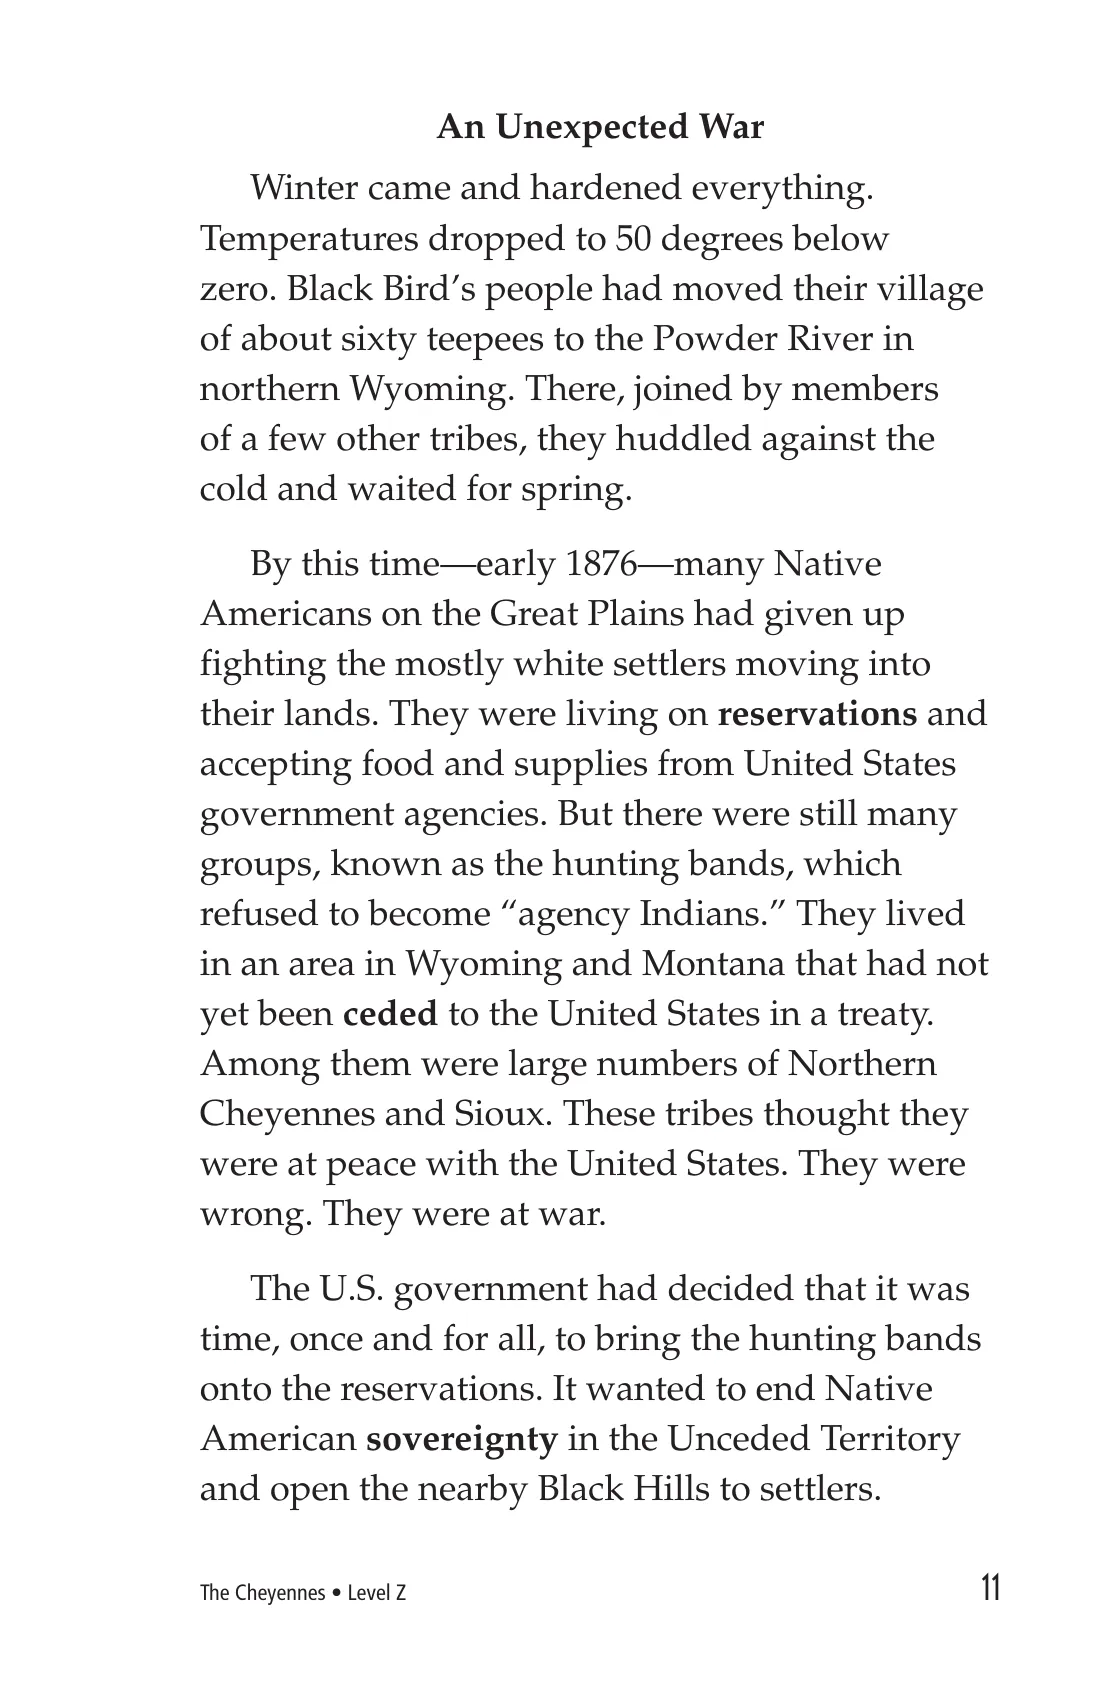 An Unexpected War
Winter came and hardened everything.
Temperatures dropped to 50 degrees below
zero. Black Bird’s people had moved their village
of about sixty teepees to the Powder River in
northern Wyoming. There, joined by members
of a few other tribes, they huddled against the
cold and waited for spring.
By this time—early 1876—many Native
Americans on the Great Plains had given up
fighting the mostly white settlers moving into
their lands. They were living on reservations and
accepting food and supplies from United States
government agencies. But there were still many
groups, known as the hunting bands, which
refused to become “agency Indians.” They lived
in an area in Wyoming and Montana that had not
yet been ceded to the United States in a treaty.
Among them were large numbers of Northern
Cheyennes and Sioux. These tribes thought they
were at peace with the United States. They were
wrong. They were at war.
The U.S. government had decided that it was
time, once and for all, to bring the hunting bands
onto the reservations. It wanted to end Native
American sovereignty in the Unceded Territory
and open the nearby Black Hills to settlers.
The Cheyennes • Level Z
11